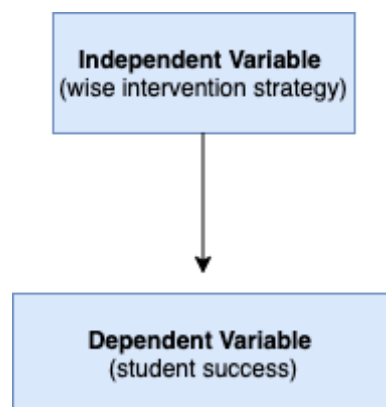 Independent Variable
(wise intervention strategy)
Dependent Variable
(student success)